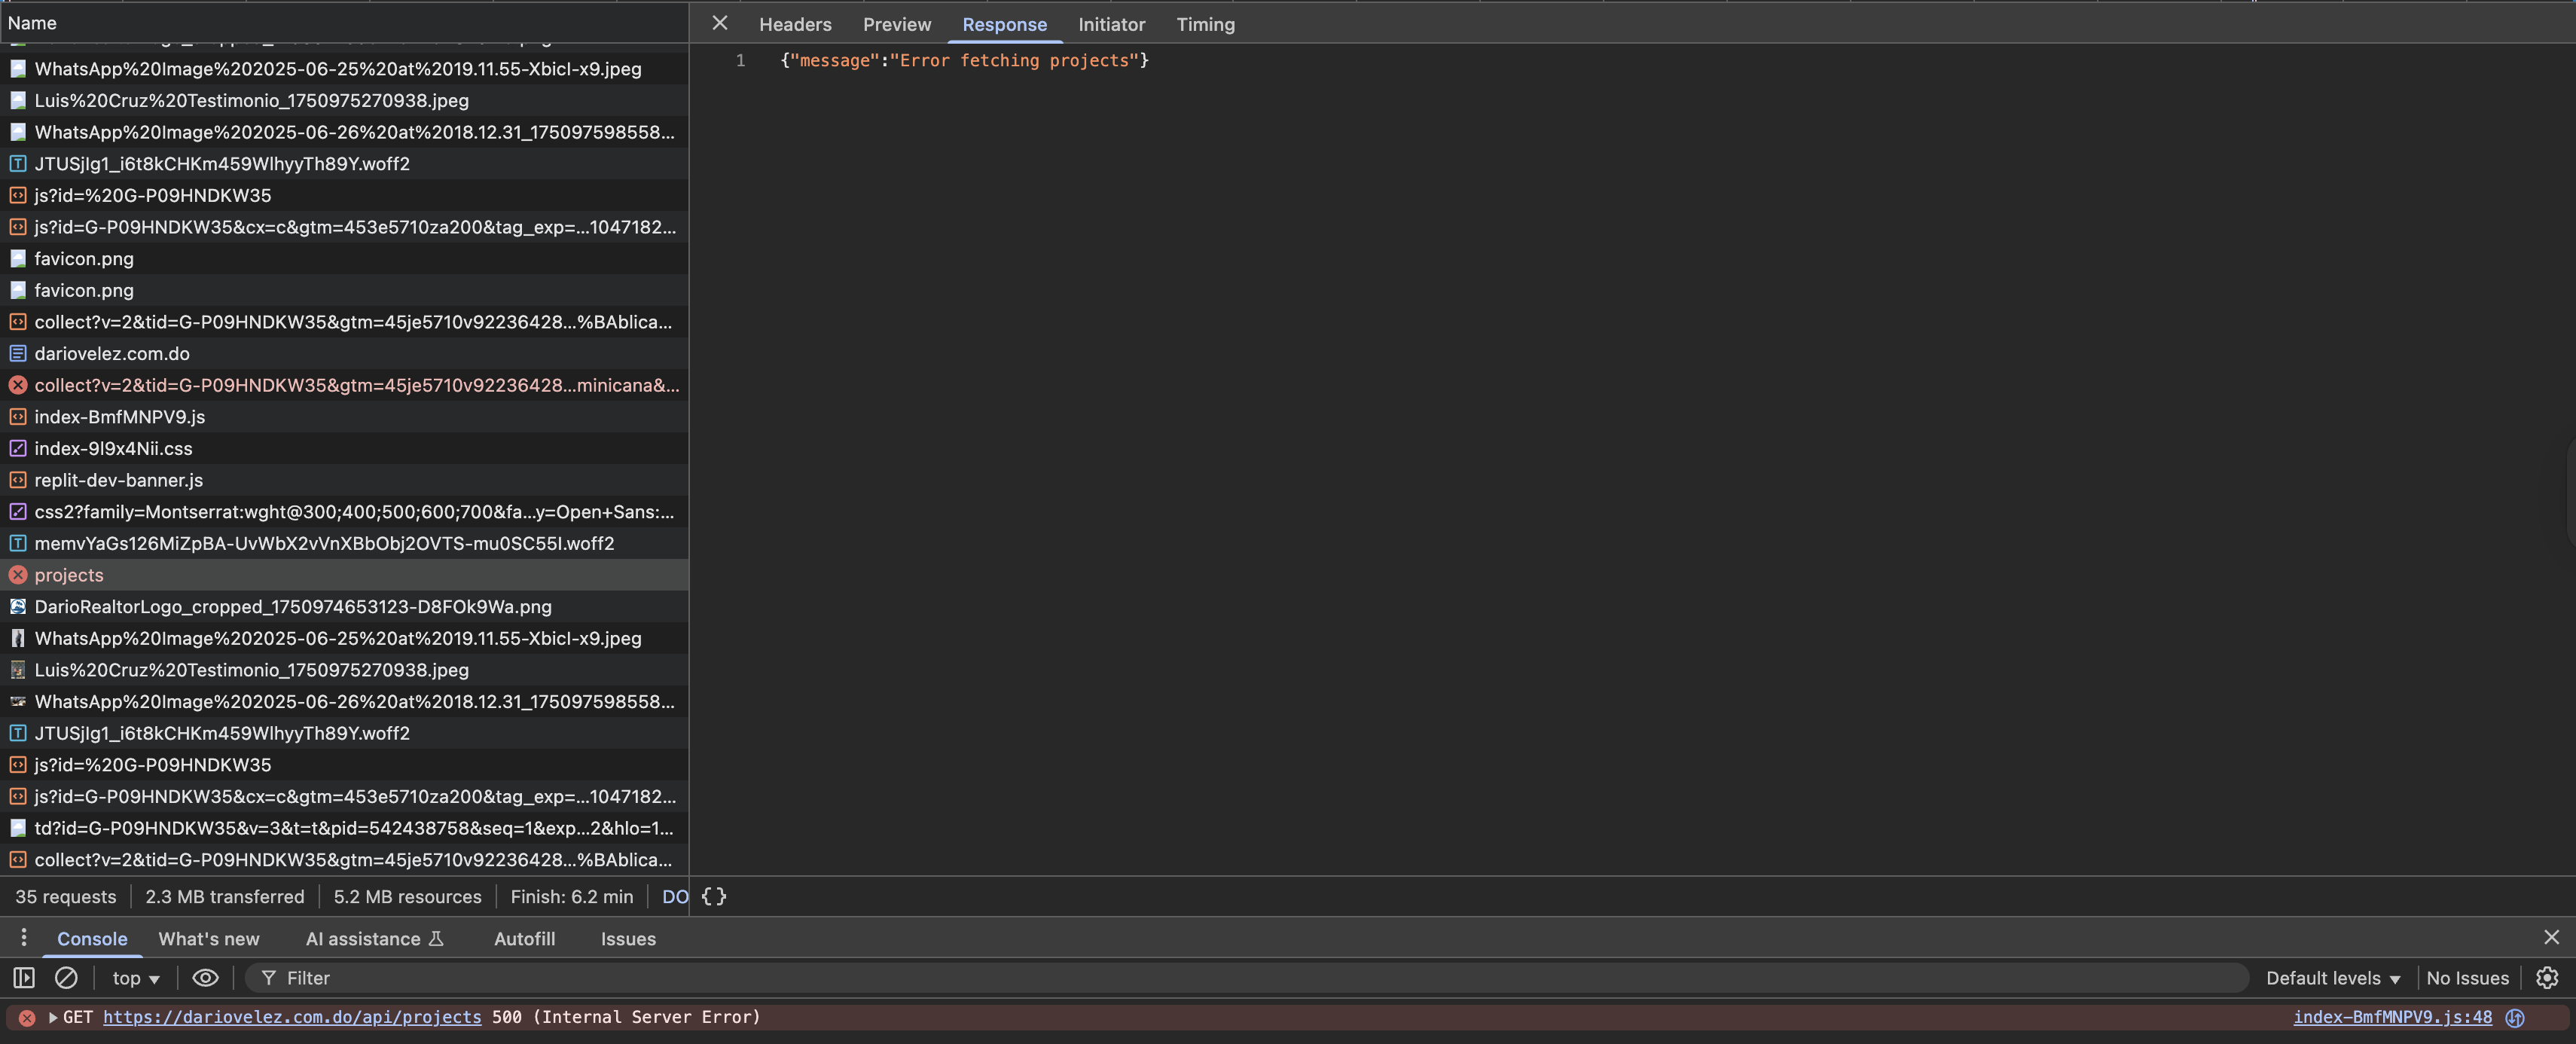 Name
WhatsApp%20Image%202025-06-25%20at%2019.11.55-Xbicl-x9.jpeg
Luis%20Cruz%20Testimonio_1750975270938.jpeg
WhatsApp%20Image%202025-06-26%20at%2018.12.31_175097598558...
JTUSjIg1_i6t8kCHKm459WlhyyTh89Y.woff2
js?id=%20G-P09HNDKW35
js?id=G-P09HNDKW35&cx=c&gtm=453e5710za200&tag_exp=...1047182...
favicon.png
favicon.png
collect?v=2&tid=G-P09HNDKW35&gtm=45je5710v92236428...%BAblica...
dariovelez.com.do
collect?v=2&tid=G-P09HNDKW35&gtm=45je5710v92236428...minicana&...
index-BmfMNPV9.js
index-9l9x4Nii.css
replit-dev-banner.js
css2?family=Montserrat:wght@300;400;500;600;700&fa...y=Open+Sans:...
memvYaGs126MiZpBA-UvWbX2vVnXBbObj2OVTS-mu0SC55I.woff2
projects
DarioRealtorLogo_cropped_1750974653123-D8FOk9Wa.png
WhatsApp%20Image%202025-06-25%20at%2019.11.55-Xbicl-x9.jpeg
Luis%20Cruz%20Testimonio_1750975270938.jpeg
WhatsApp%20Image%202025-06-26%20at%2018.12.31_175097598558...
JTUSjIg1_i6t8kCHKm459WlhyyTh89Y.woff2
js?id=%20G-P09HNDKW35
js?id=G-P09HNDKW35&cx=c&gtm=453e5710za200&tag_exp=...1047182...
td?id=G-P09HNDKW35&v=3&t=t&pid=542438758&seq=1&exp...2&hlo=1...
collect?v=2&tid=G-P09HNDKW35&gtm=45je5710v92236428...%BAblica...
35 requests 2.3 MB transferred 5.2 MB resources Finish: 6.2 min DO
Headers Preview Response Initiator Timing
1 {"message":"Error fetching projects"}
{}
Console What's new AI assistance Autofill Issues
top Filter Default levels No Issues
GET https://dariovelez.com.do/api/projects 500 (Internal Server Error) index-BmfMNPV9.js:48